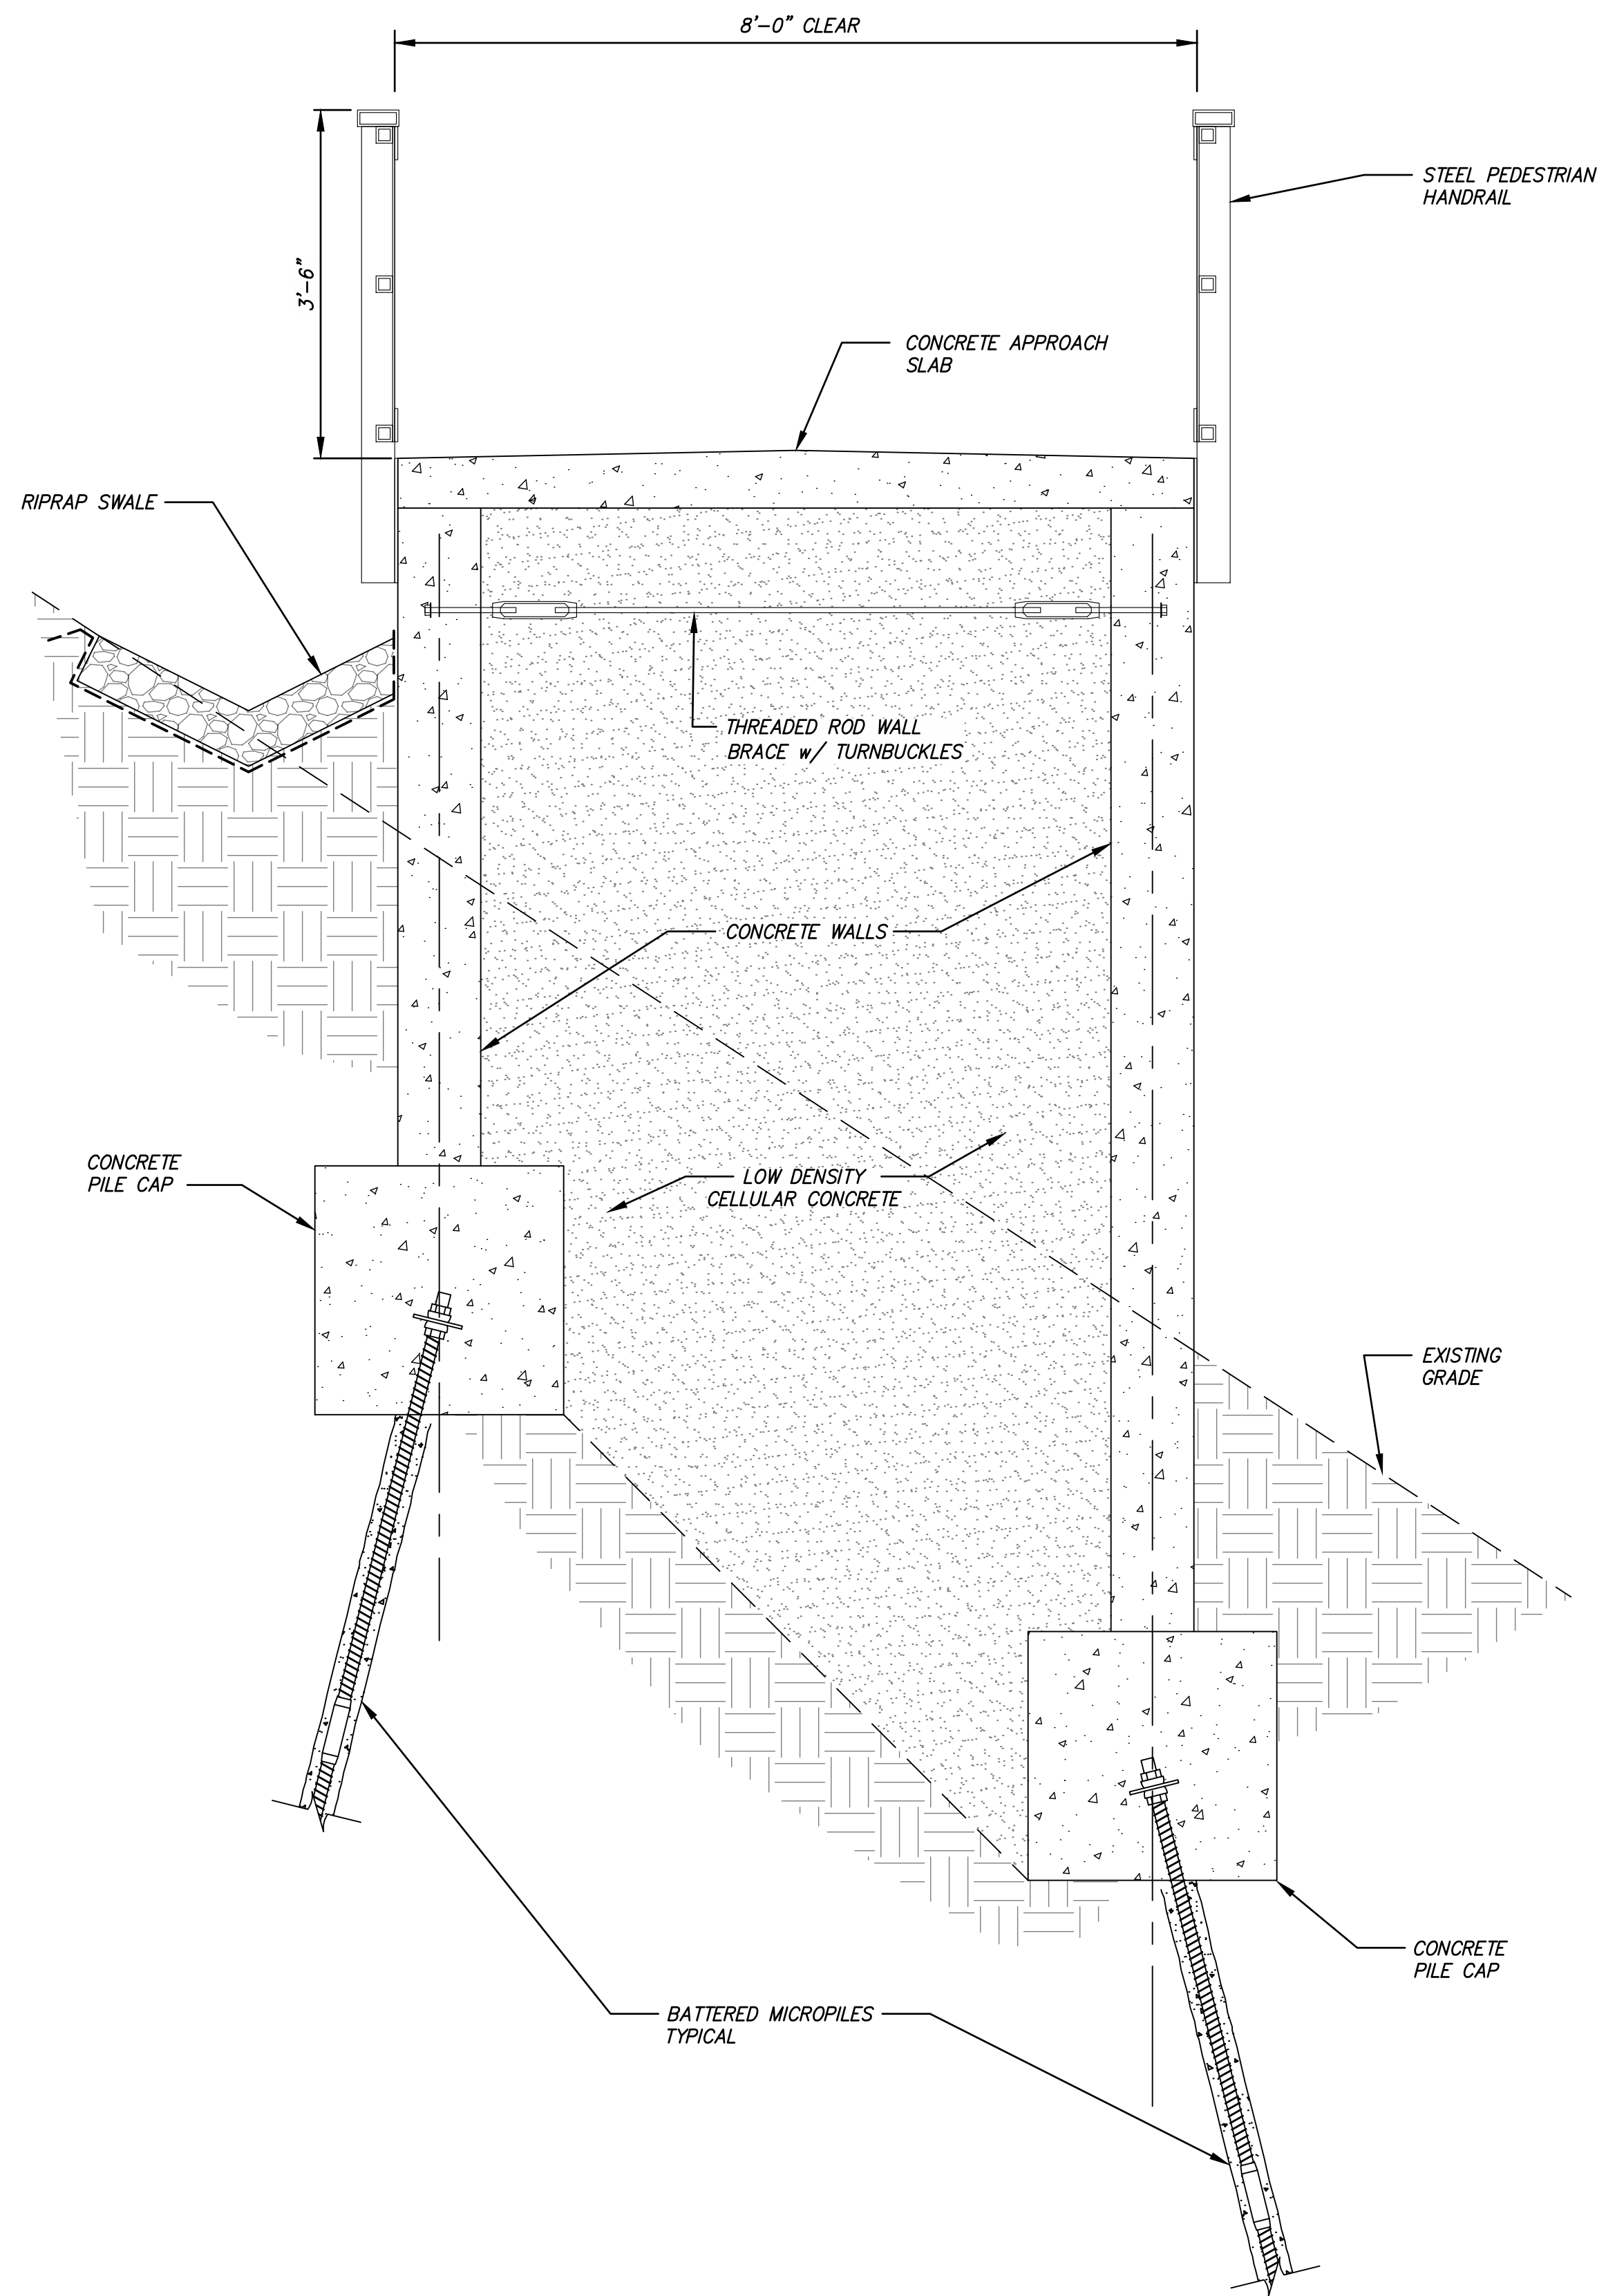 8'-0" CLEAR
STEEL PEDESTRIAN
HANDRAIL
3'-6"
CONCRETE APPROACH
SLAB
RIPRAP SWALE
THREADED ROD WALL
BRACE w/ TURNBUCKLES
CONCRETE WALLS
CONCRETE
PILE CAP
LOW DENSITY
CELLULAR CONCRETE
EXISTING
GRADE
CONCRETE
PILE CAP
BATTERED MICROPILES
TYPICAL